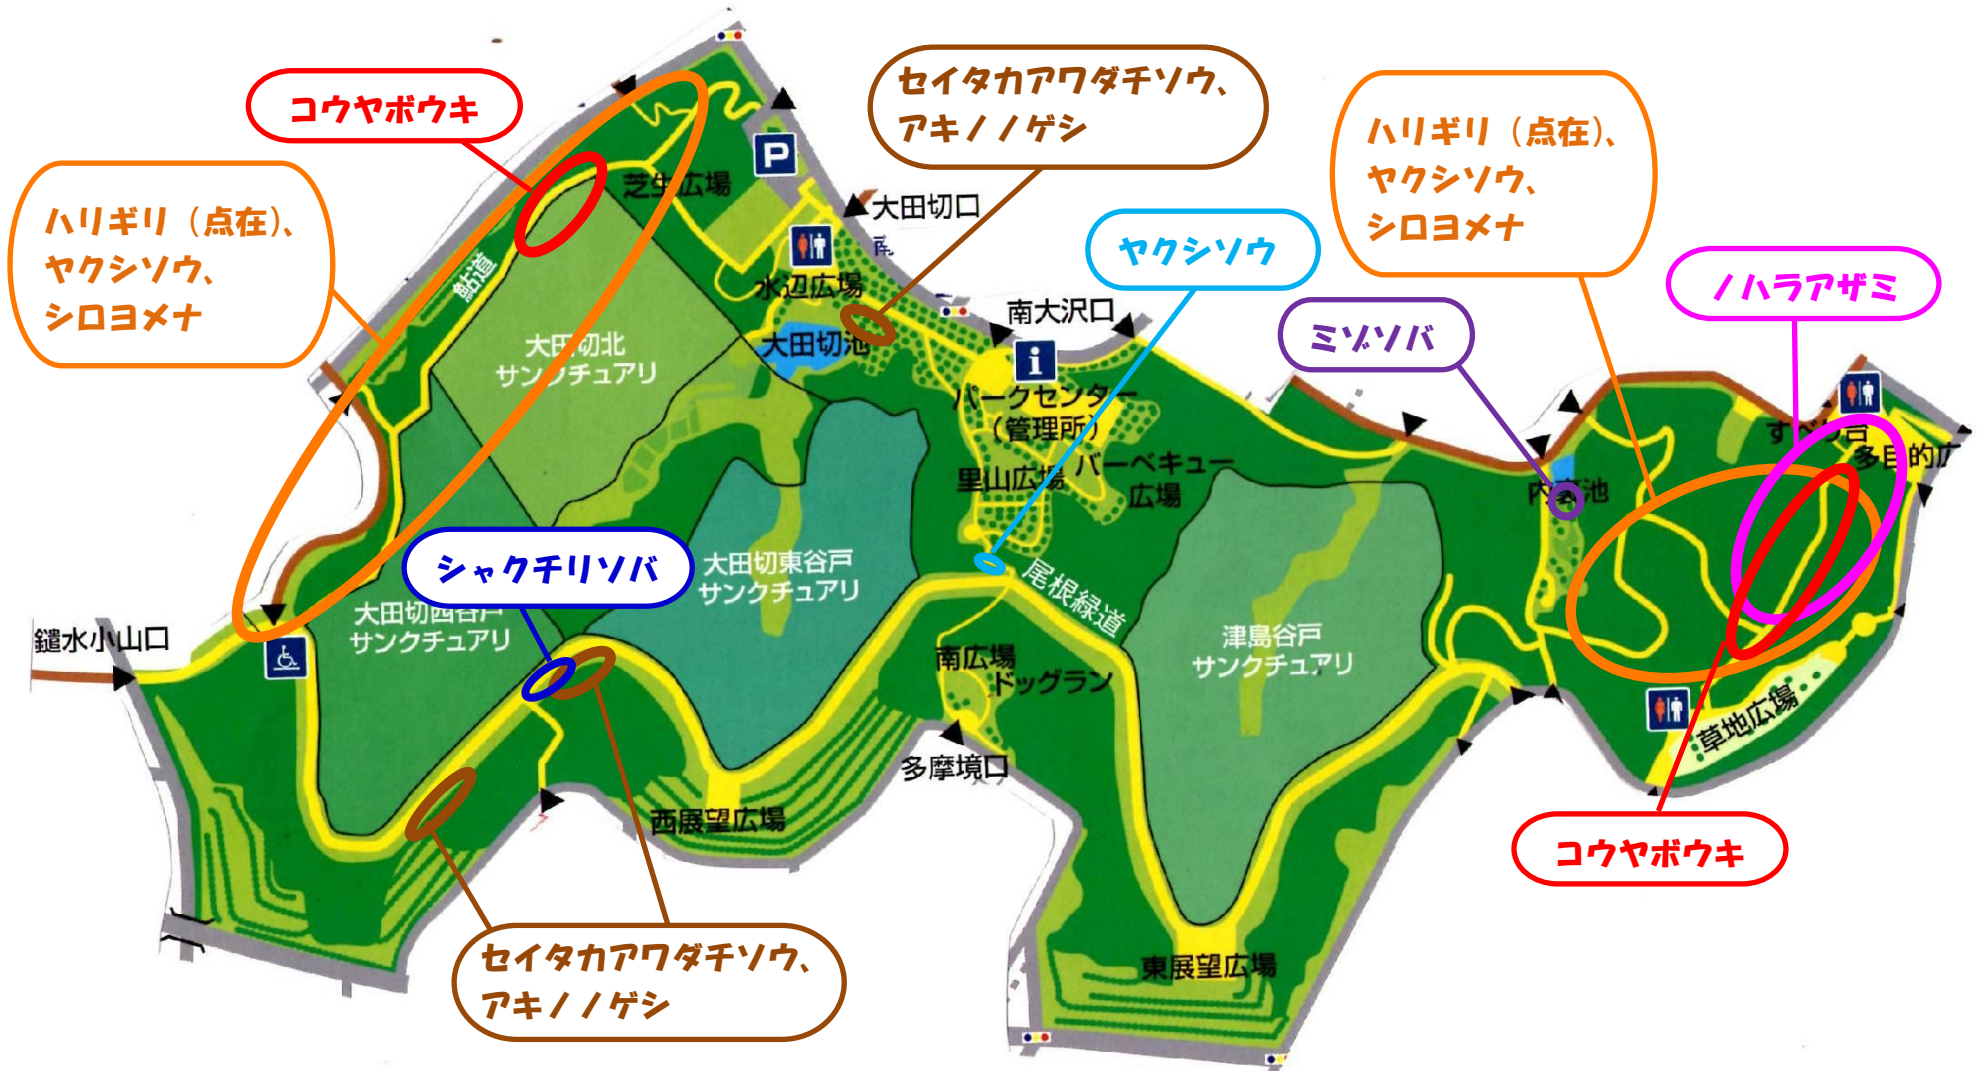 コウヤボウキ
セイタカアワダチソウ、
アキノノゲシ
ハリギリ（点在）、
ヤクシソウ、
シロヨメナ
ハリギリ（点在）、
ヤクシソウ、
シロヨメナ
P
芝生広場
大田切口
南
ヤクシソウ
ノハラアザミ
鮎道
水辺広場
南大沢口
ミゾソバ
大田切北
サンクチュアリ
大田切池
i
パークセンター
（管理所）
里山広場
バーベキュー
広場
すべり台
多目的広
内裏池
シャクチリソバ
大田切東谷戸
サンクチュアリ
尾根緑道
大田切西谷戸
サンクチュアリ
鑓水小山口
津島谷戸
サンクチュアリ
南広場
ドッグラン
草地広場
多摩境口
西展望広場
コウヤボウキ
セイタカアワダチソウ、
アキノノゲシ
東展望広場